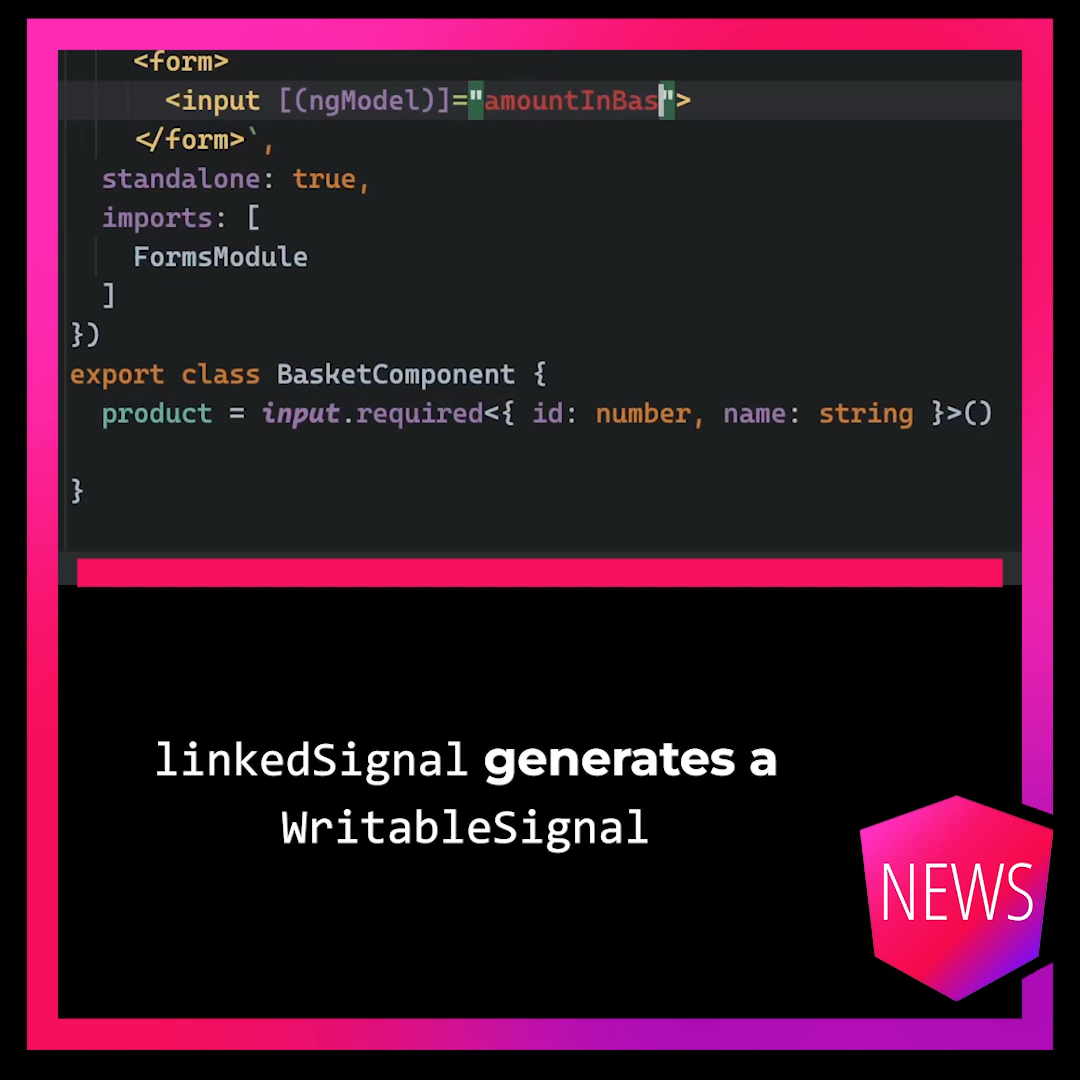 <form>
<input [(ngModel)]="amountInBas">
</form>`,
standalone: true,
imports: [
FormsModule
]
})
export class BasketComponent {
product = input.required<{ id: number, name: string }>()
}
linkedSignal generates a
WritableSignal
NEWS